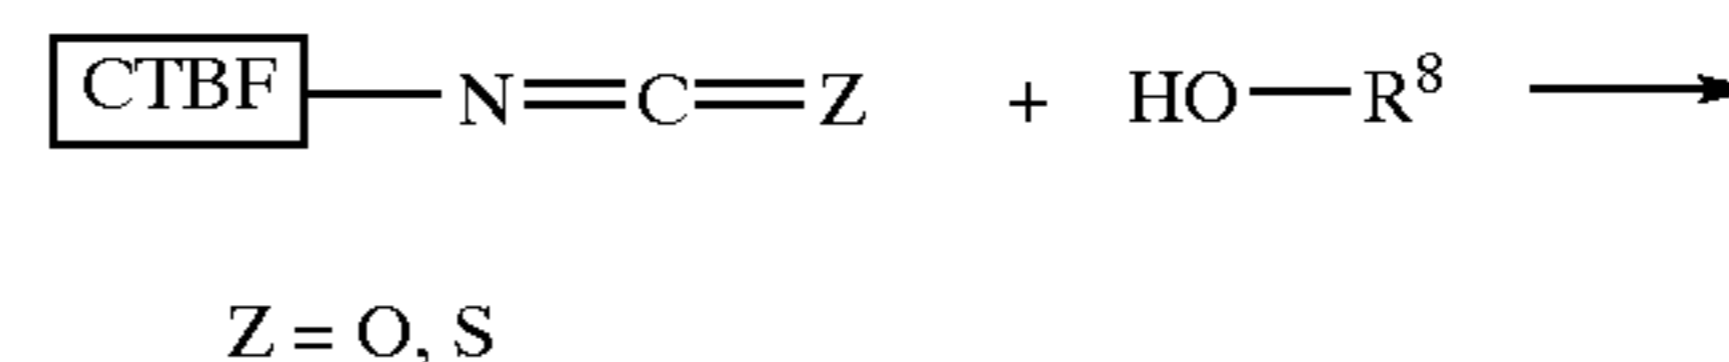 CTBF—N=C=Z + HO—R⁸ →
Z = O, S